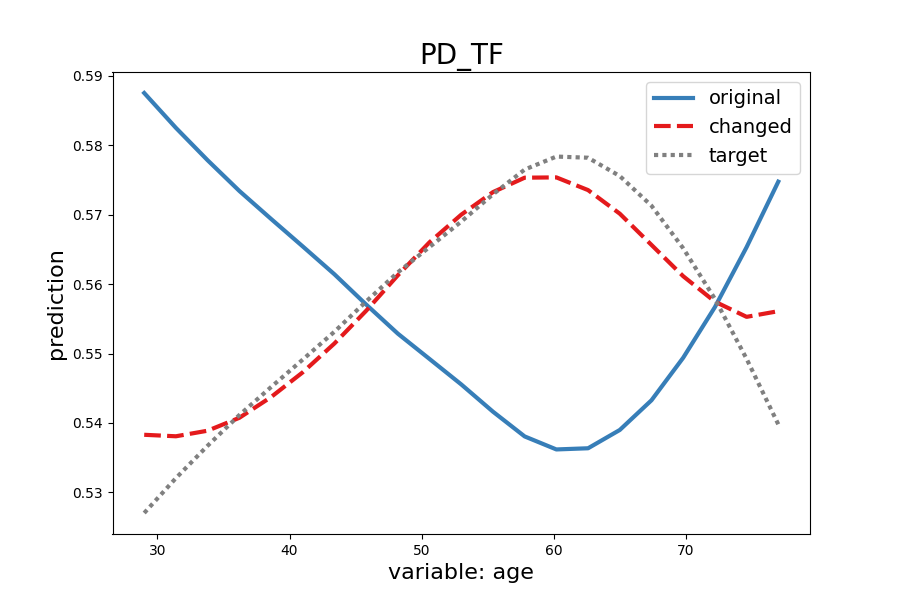 PD_TF
original
changed
target
prediction
0.59
0.58
0.57
0.56
0.55
0.54
0.53
30 40 50 60 70
variable: age